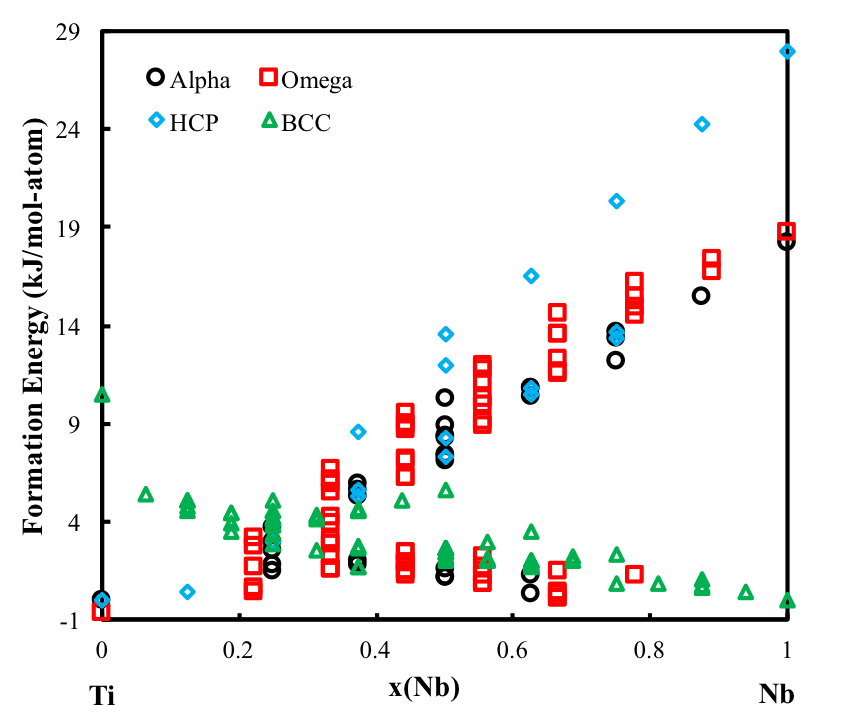 29
24
19
14
9
4
-1
Formation Energy (kJ/mol-atom)
Alpha
Omega
HCP
BCC
0
0.2
0.4
0.6
0.8
1
Ti
x(Nb)
Nb